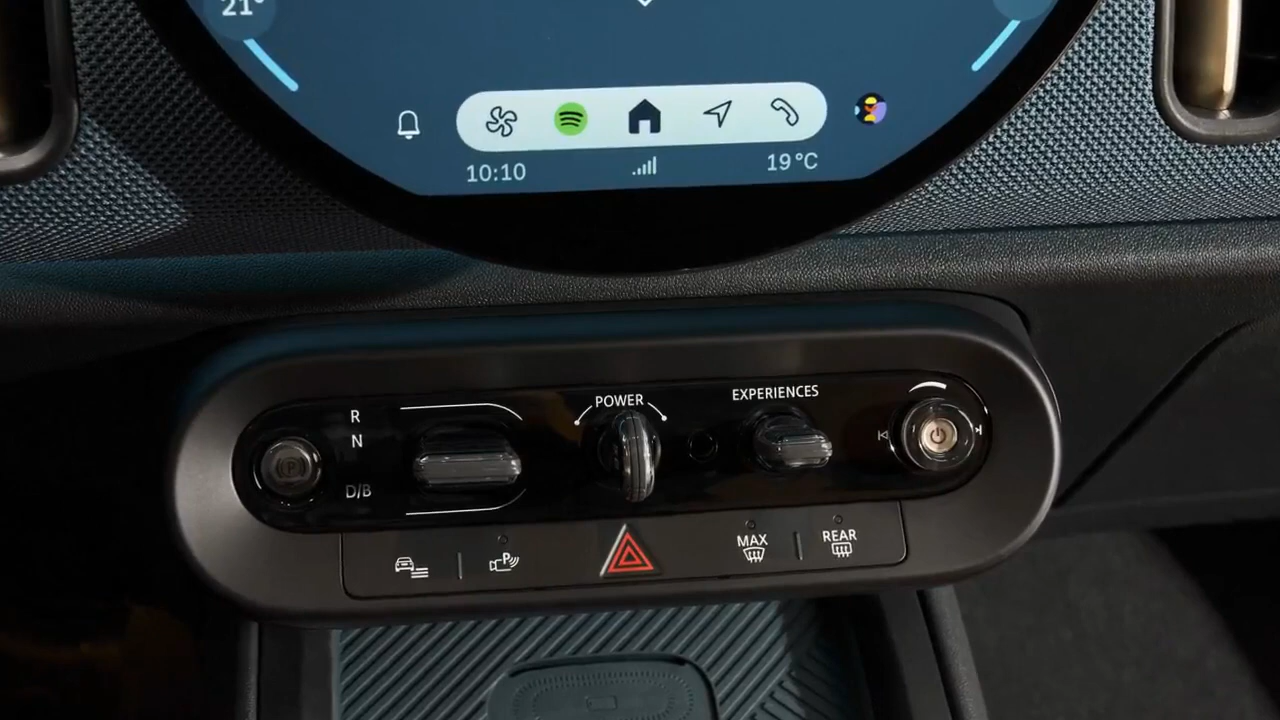 21°
10:10
19°C
POWER
EXPERIENCES
R
N
D/B
P
P
MAX
REAR